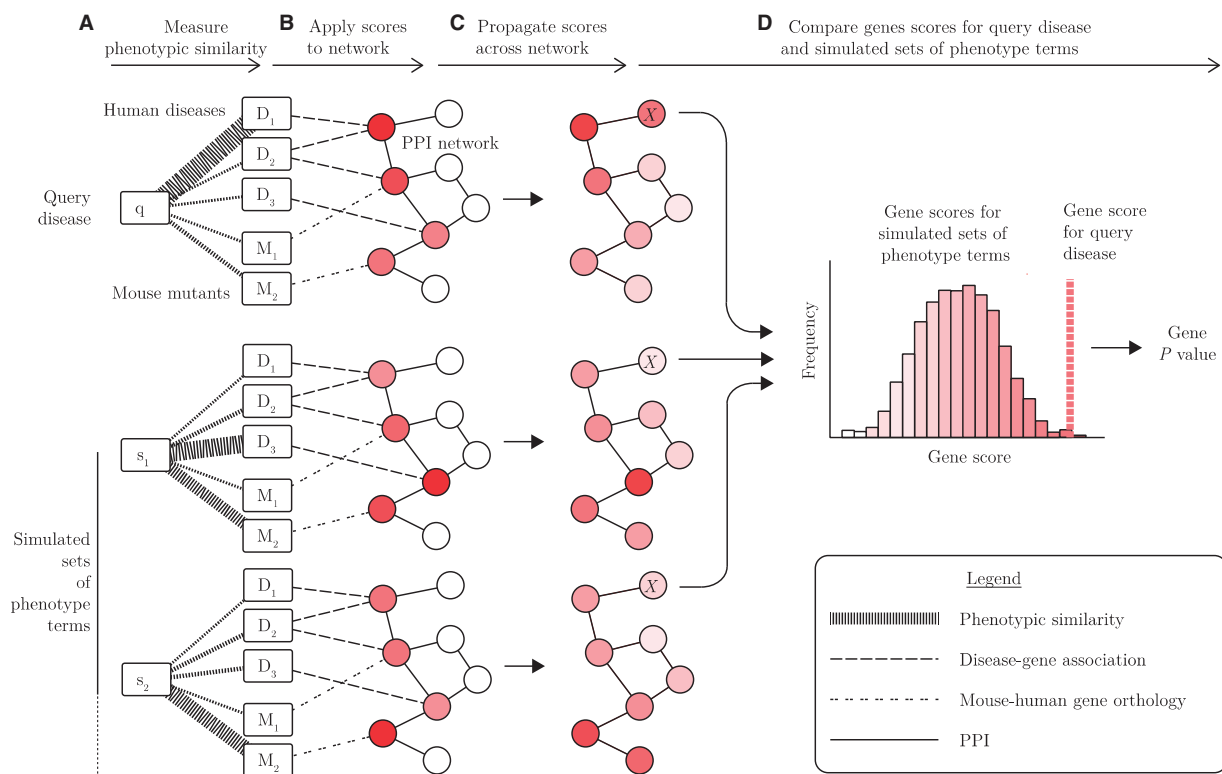 A
Measure
phenotypic similarity
B
Apply scores
to network
C
Propagate scores
across network
D
Compare genes scores for query disease
and simulated sets of phenotype terms
Human diseases
D1
PPI network
X
D2
Query
disease
q
D3
M1
Mouse mutants
M2
Gene scores for
simulated sets of
phenotype terms
Gene score
for query
disease
Frequency
Gene score
Gene
P value
D1
X
D2
s1
D3
M1
M2
Simulated
sets
of
phenotype
terms
D1
X
D2
s2
D3
M1
M2
Legend
Phenotypic similarity
Disease-gene association
Mouse-human gene orthology
PPI